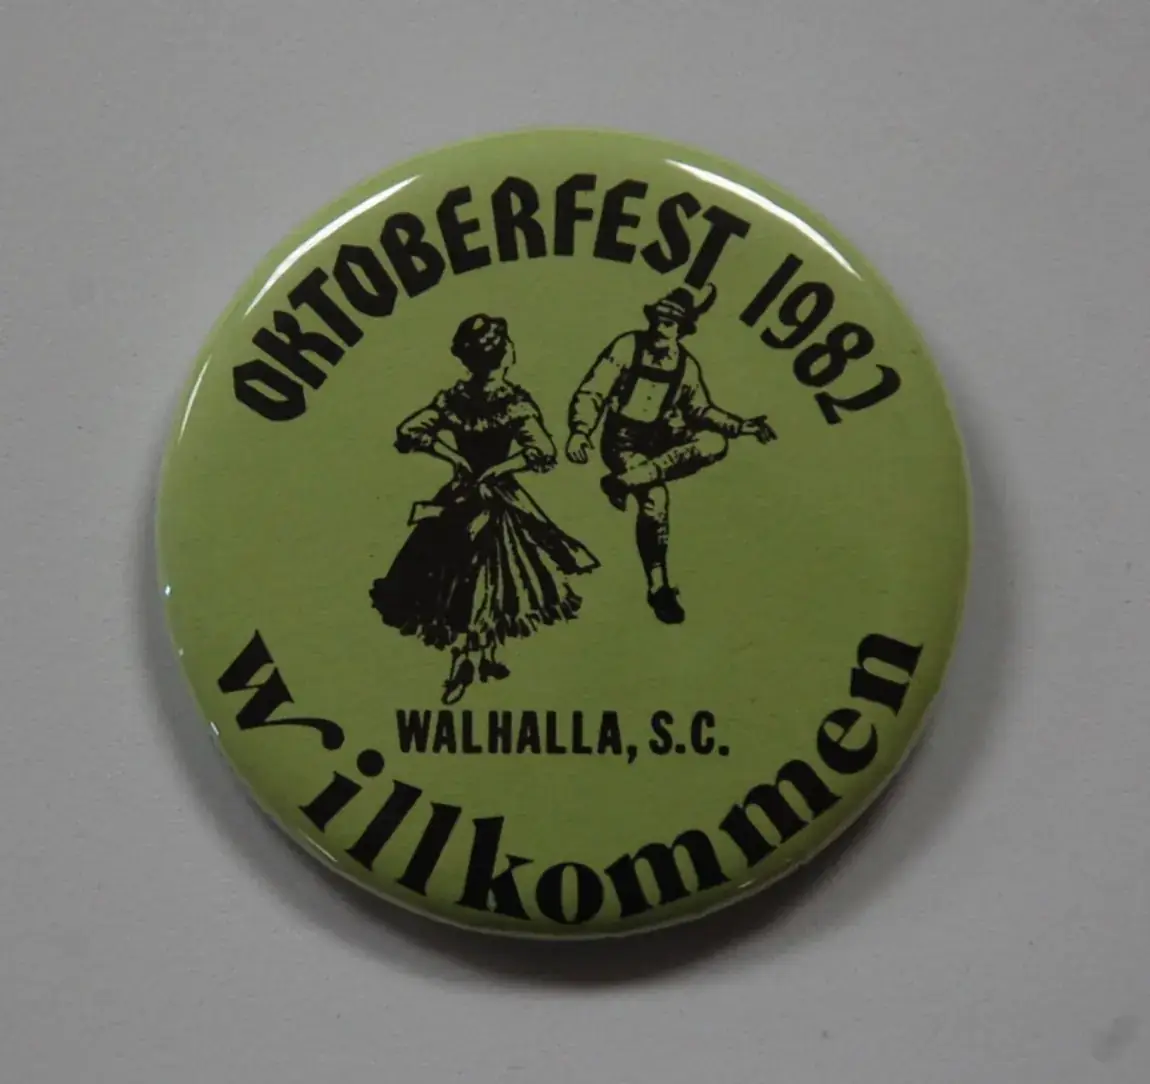 OKTOBERFEST 1982
WALHALLA, S.C.
Willkommen